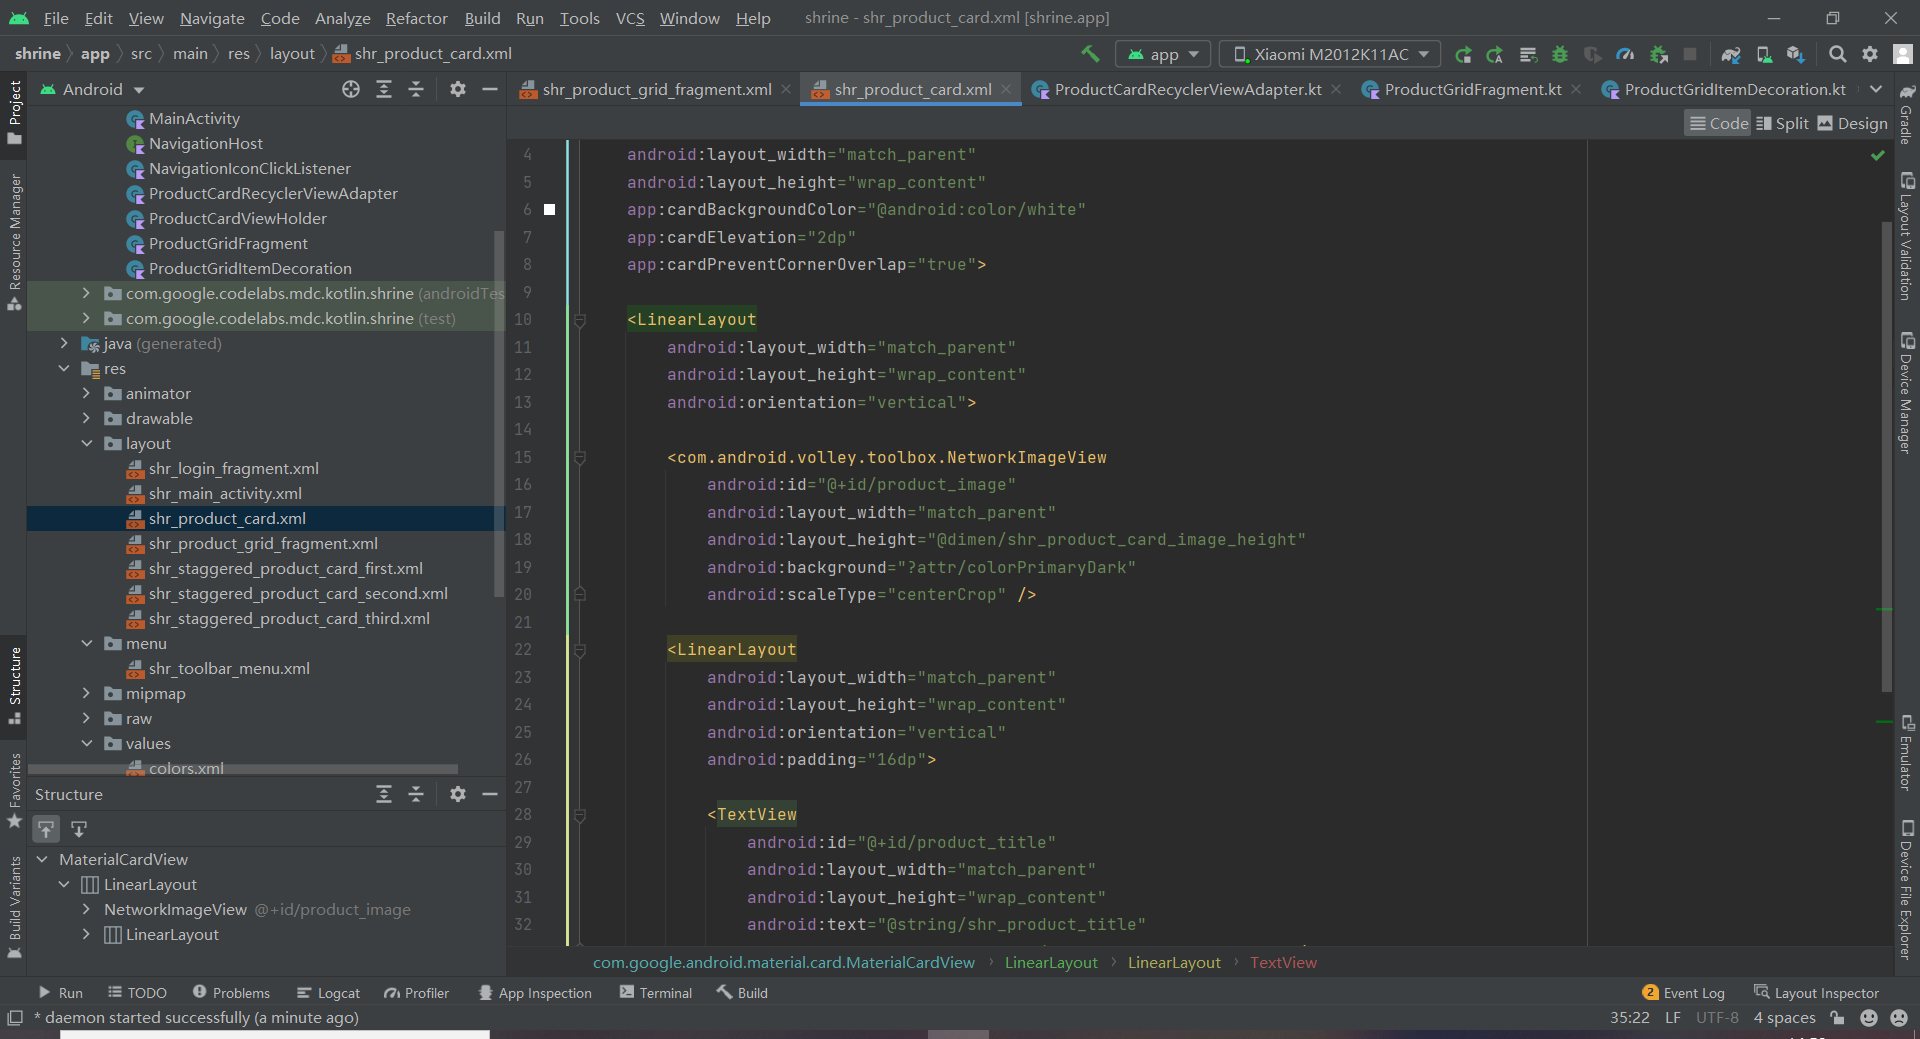 File Edit View Navigate Code Analyze Refactor Build Run Tools VCS Window Help shrine - shr_product_card.xml [shrine.app]
shrine app src main res layout shr_product_card.xml app Xiaomi M2012K11AC
Project
Android
shr_product_grid_fragment.xml shr_product_card.xml ProductCardRecyclerViewAdapter.kt ProductGridFragment.kt ProductGridItemDecoration.kt
Code Split Design
MainActivity
NavigationHost
NavigationIconClickListener
ProductCardRecyclerViewAdapter
ProductCardViewHolder
ProductGridFragment
ProductGridItemDecoration
com.google.codelabs.mdc.kotlin.shrine (androidTes
com.google.codelabs.mdc.kotlin.shrine (test)
java (generated)
res
animator
drawable
layout
shr_login_fragment.xml
shr_main_activity.xml
shr_product_card.xml
shr_product_grid_fragment.xml
shr_staggered_product_card_first.xml
shr_staggered_product_card_second.xml
shr_staggered_product_card_third.xml
menu
shr_toolbar_menu.xml
mipmap
raw
values
colors.xml
Resource Manager
Structure
Favorites
Build Variants
Structure
MaterialCardView
LinearLayout
NetworkImageView @+id/product_image
LinearLayout
4 android:layout_width="match_parent"
5 android:layout_height="wrap_content"
6 app:cardBackgroundColor="@android:color/white"
7 app:cardElevation="2dp"
8 app:cardPreventCornerOverlap="true">
9
10 <LinearLayout
11 android:layout_width="match_parent"
12 android:layout_height="wrap_content"
13 android:orientation="vertical">
14
15 <com.android.volley.toolbox.NetworkImageView
16 android:id="@+id/product_image"
17 android:layout_width="match_parent"
18 android:layout_height="@dimen/shr_product_card_image_height"
19 android:background="?attr/colorPrimaryDark"
20 android:scaleType="centerCrop" />
21
22 <LinearLayout
23 android:layout_width="match_parent"
24 android:layout_height="wrap_content"
25 android:orientation="vertical"
26 android:padding="16dp">
27
28 <TextView
29 android:id="@+id/product_title"
30 android:layout_width="match_parent"
31 android:layout_height="wrap_content"
32 android:text="@string/shr_product_title"
com.google.android.material.card.MaterialCardView LinearLayout LinearLayout TextView
Gradle
Layout Validation
Device Manager
Emulator
Device File Explorer
Run TODO Problems Logcat Profiler App Inspection Terminal Build 2 Event Log Layout Inspector
* daemon started successfully (a minute ago) 35:22 LF UTF-8 4 spaces